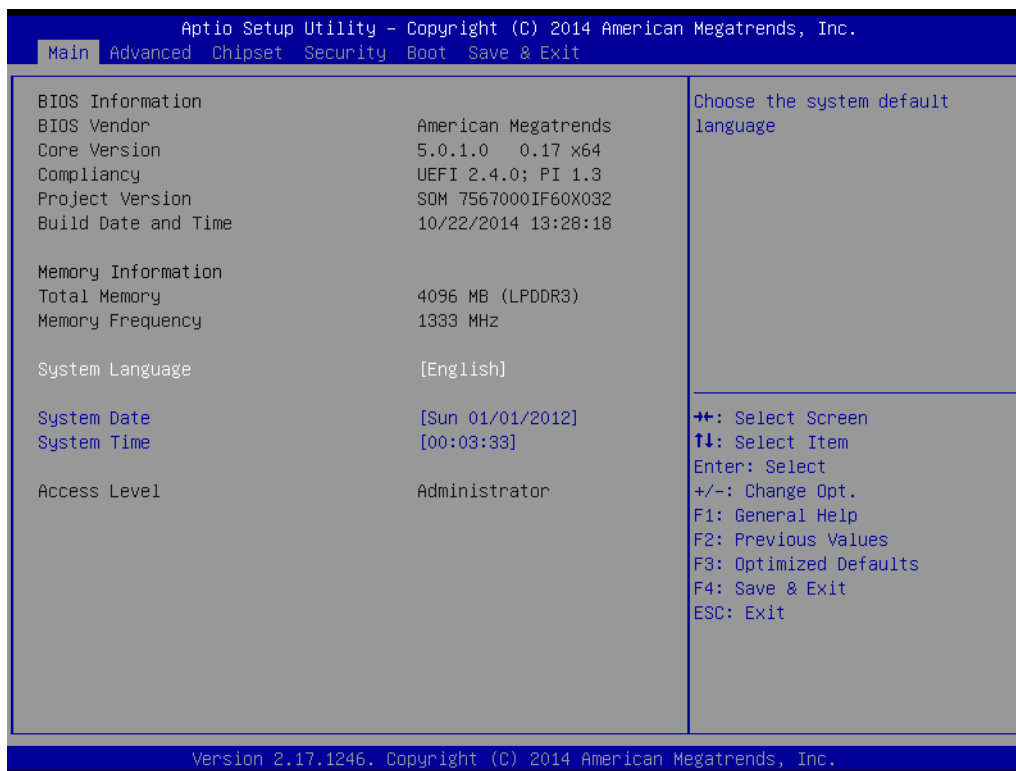 Aptio Setup Utility – Copyright (C) 2014 American Megatrends, Inc.
Main Advanced Chipset Security Boot Save & Exit
BIOS Information
BIOS Vendor American Megatrends
Core Version 5.0.1.0 0.17 x64
Compliancy UEFI 2.4.0; PI 1.3
Project Version SOM 7567000IF60X032
Build Date and Time 10/22/2014 13:28:18
Memory Information
Total Memory 4096 MB (LPDDR3)
Memory Frequency 1333 MHz
System Language [English]
System Date [Sun 01/01/2012]
System Time [00:03:33]
Access Level Administrator
Choose the system default
language
→←: Select Screen
↑↓: Select Item
Enter: Select
+/-: Change Opt.
F1: General Help
F2: Previous Values
F3: Optimized Defaults
F4: Save & Exit
ESC: Exit
Version 2.17.1246. Copyright (C) 2014 American Megatrends, Inc.